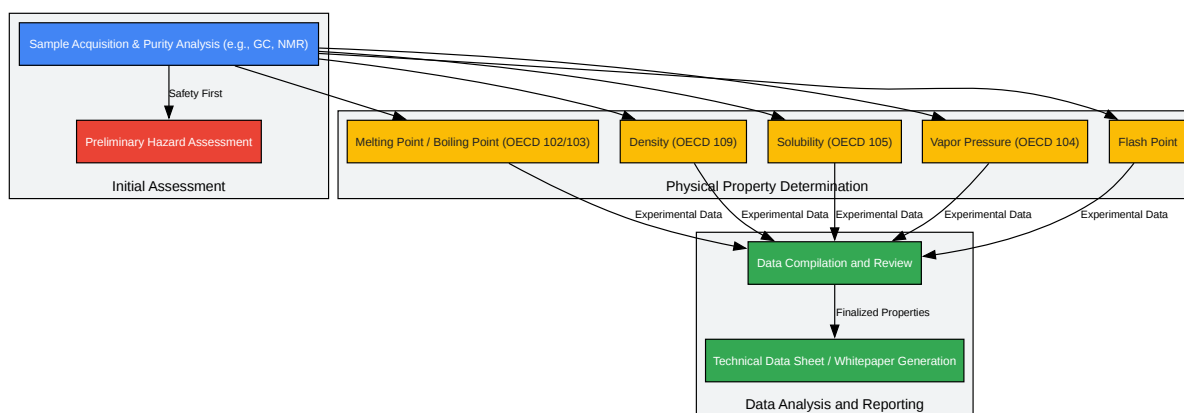 Sample Acquisition & Purity Analysis (e.g., GC, NMR)
Safety First
Preliminary Hazard Assessment
Initial Assessment
Melting Point / Boiling Point (OECD 102/103)
Density (OECD 109)
Solubility (OECD 105)
Vapor Pressure (OECD 104)
Flash Point
Physical Property Determination
Experimental Data
Experimental Data
Experimental Data
Experimental Data
Experimental Data
Data Compilation and Review
Finalized Properties
Technical Data Sheet / Whitepaper Generation
Data Analysis and Reporting